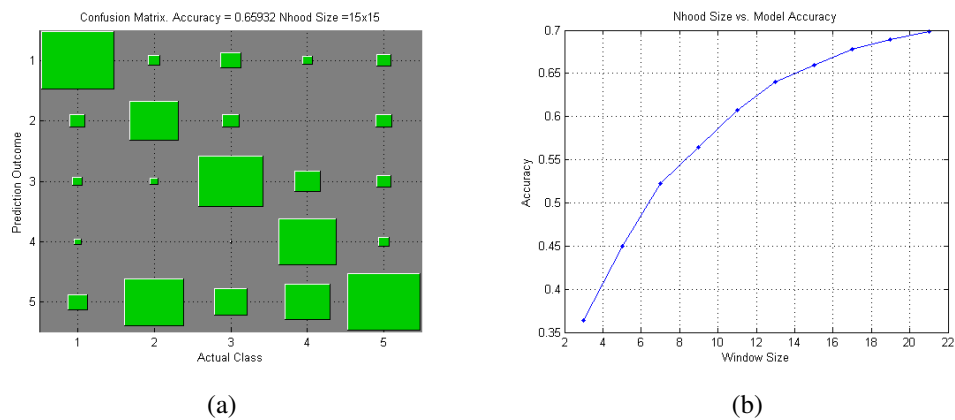 Confusion Matrix. Accuracy = 0.65932 Nhood Size =15x15
Prediction Outcome
1
2
3
4
5
1 2 3 4 5
Actual Class
(a)
Nhood Size vs. Model Accuracy
Accuracy
0.7
0.65
0.6
0.55
0.5
0.45
0.4
0.35
2 4 6 8 10 12 14 16 18 20 22
Window Size
(b)